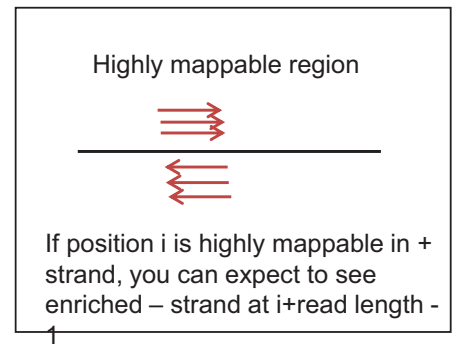 Highly mappable region
If position i is highly mappable in +
strand, you can expect to see
enriched – strand at i+read length -
1